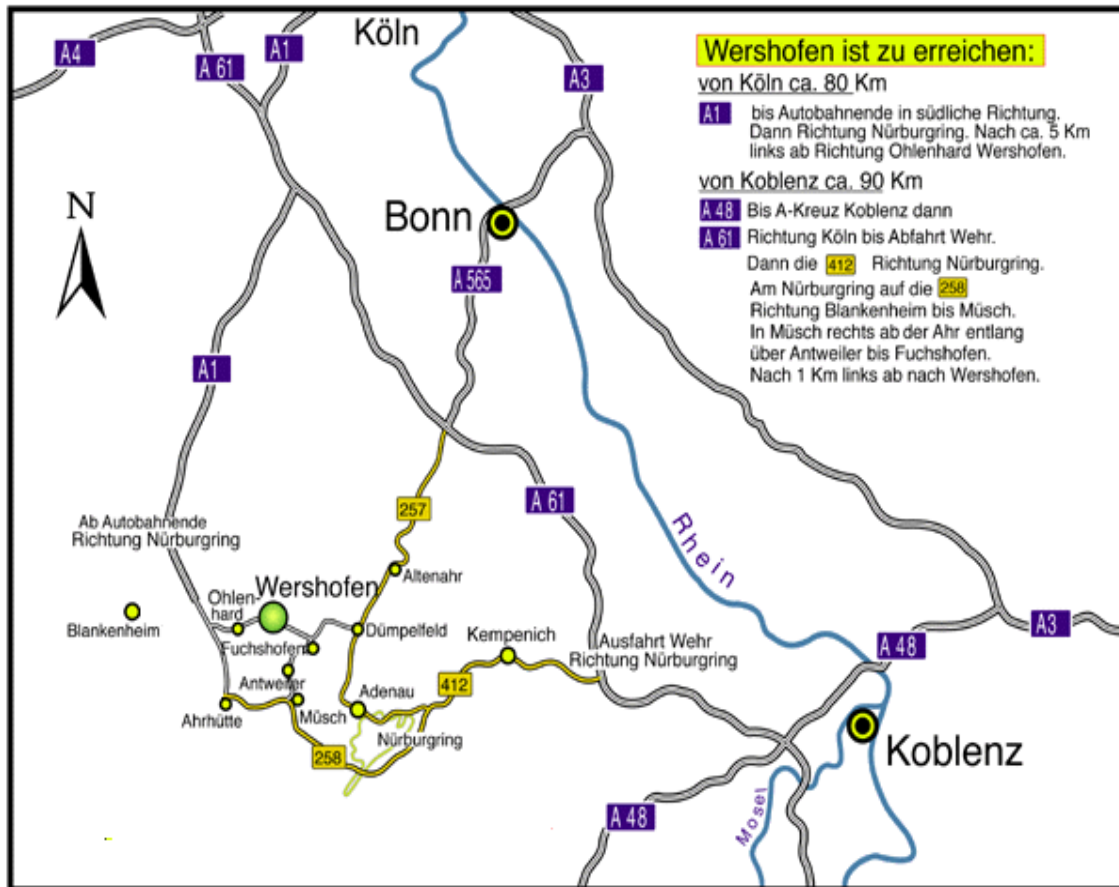 Köln
A4
A 61
A1
A3
Wershofen ist zu erreichen:
von Köln ca. 80 Km
A1 bis Autobahnende in südliche Richtung.
Dann Richtung Nürburgring. Nach ca. 5 Km
links ab Richtung Ohlenhard Wershofen.
von Koblenz ca. 90 Km
A 48 Bis A-Kreuz Koblenz dann
A 61 Richtung Köln bis Abfahrt Wehr.
Dann die 412 Richtung Nürburgring.
Am Nürburgring auf die 258
Richtung Blankenheim bis Müsch.
In Müsch rechts ab der Ahr entlang
über Antweiler bis Fuchshofen.
Nach 1 Km links ab nach Wershofen.
N
Bonn
A 565
A1
A 61
257
Rhein
Ab Autobahnende
Richtung Nürburgring
Altenahr
Wershofen
Ohlen-
hard
Blankenheim
Dümpelfeld
Fuchshofen
Kempenich
Ausfahrt Wehr
Richtung Nürburgring
A 48
A3
Antweiler
Adenau
412
Ahrhütte
Müsch
Nürburgring
258
Koblenz
Mosel
A 48